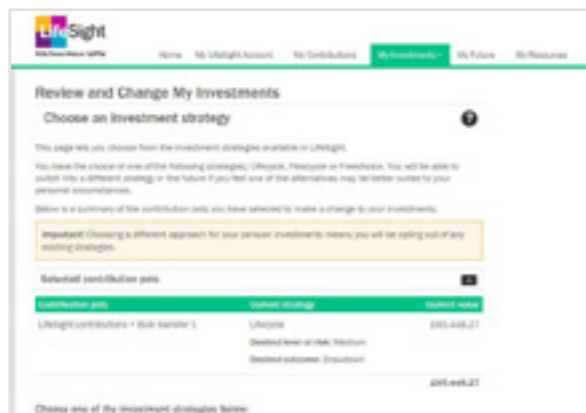 LifeSight
Home My LifeSight Account My Contributions My Investments My Future My Resources
Review and Change My Investments
Choose an investment strategy
?
This page lets you choose from the investment strategies available in LifeSight.
You have the choice of one of the following strategies; Lifecycle, Flexicycle or Freechoice. You will be able to
switch into a different strategy in the future if you feel one of the alternatives may be better suited to your
personal circumstances.
Below is a summary of the contribution pots you have selected to make a change to your investments.
Important! Choosing a different approach for your pension investments means you will be opting out of any
existing strategies.
Selected contribution pots
Contribution pots Current strategy Current value
LifeSight contributions + Bulk transfer 1 Lifecycle
Desired level of risk: Medium
Desired outcome: Drawdown
Choose one of the investment strategies below